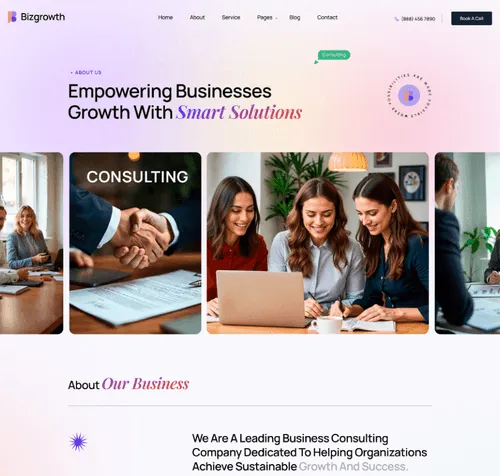 Bizgrowth
Home About Service Pages Blog Contact
(888) 456 7890
Book A Call
Consulting
• ABOUT US
Empowering Businesses
Growth With Smart Solutions
CONSULTING
About Our Business
We Are A Leading Business Consulting
Company Dedicated To Helping Organizations
Achieve Sustainable Growth And Success.